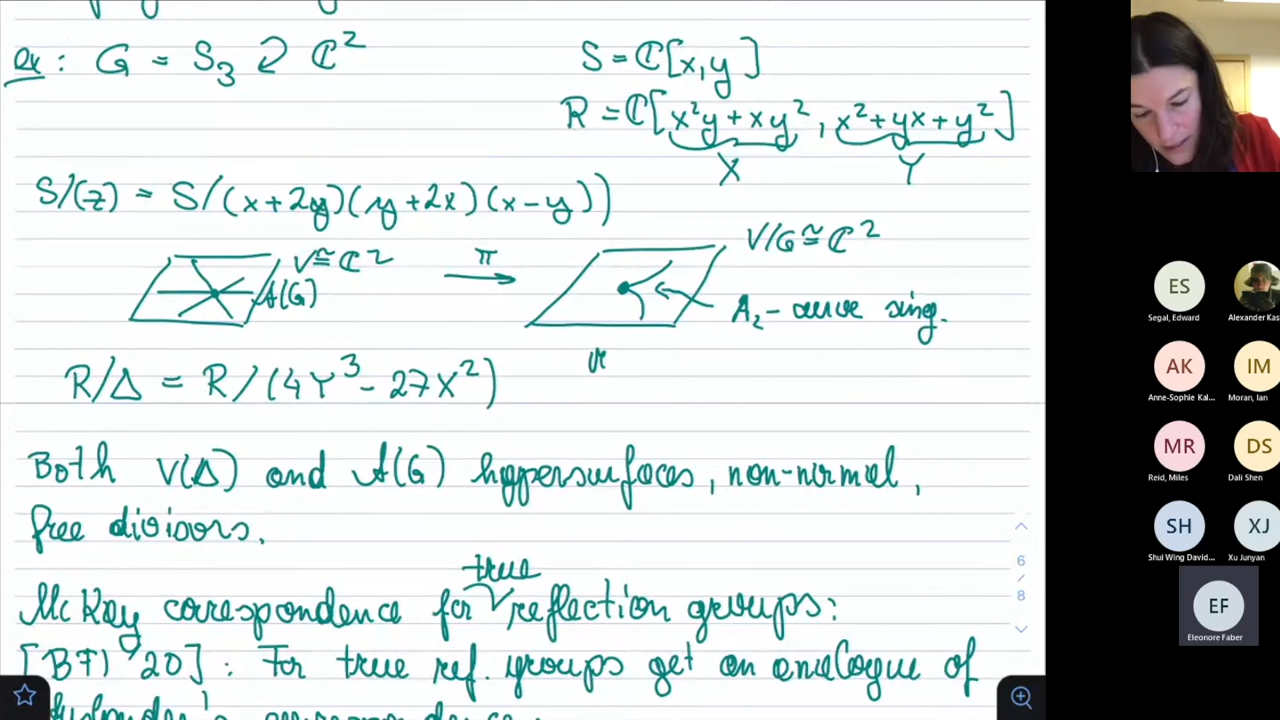 ex: G = S₃ ↻ ℂ²
S = ℂ[x,y]
R = ℂ[x²y + xy², x² + yx + y²]
X Y
S/(z) = S/((x+2y)(y+2x)(x-y))
V ≅ ℂ² π V/G ≅ ℂ²
A(G) A₂-curve sing.
R/Δ = R/(4Y³ - 27X²)
Both V(Δ) and A(G) hypersurfaces, non-normal,
free divisors.
true
McKay correspondence for reflection groups:
[BFI '20]: For true ref. groups get an analogue of
6
/
8
ES
Segal, Edward
Alexander Kas
AK
Anne-Sophie Kal...
IM
Moran, Ian
MR
Reid, Miles
DS
Dali Shen
SH
Shui Wing David...
XJ
Xu Junyan
EF
Eleonore Faber